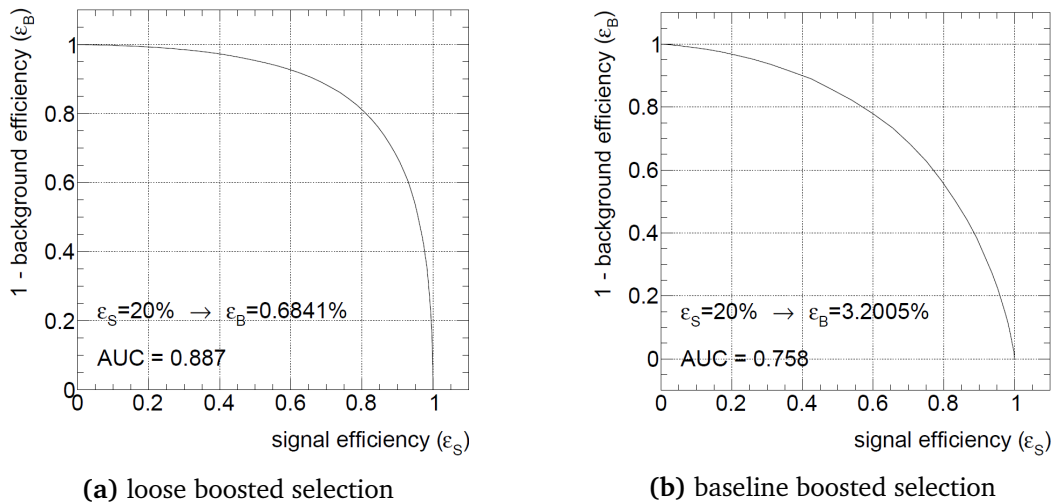 1 - background efficiency (ε_B)
1
0.8
0.6
0.4
0.2
0
ε_S=20% → ε_B=0.6841%
AUC = 0.887
0 0.2 0.4 0.6 0.8 1
signal efficiency (ε_S)
(a) loose boosted selection
1 - background efficiency (ε_B)
1
0.8
0.6
0.4
0.2
0
ε_S=20% → ε_B=3.2005%
AUC = 0.758
0 0.2 0.4 0.6 0.8 1
signal efficiency (ε_S)
(b) baseline boosted selection